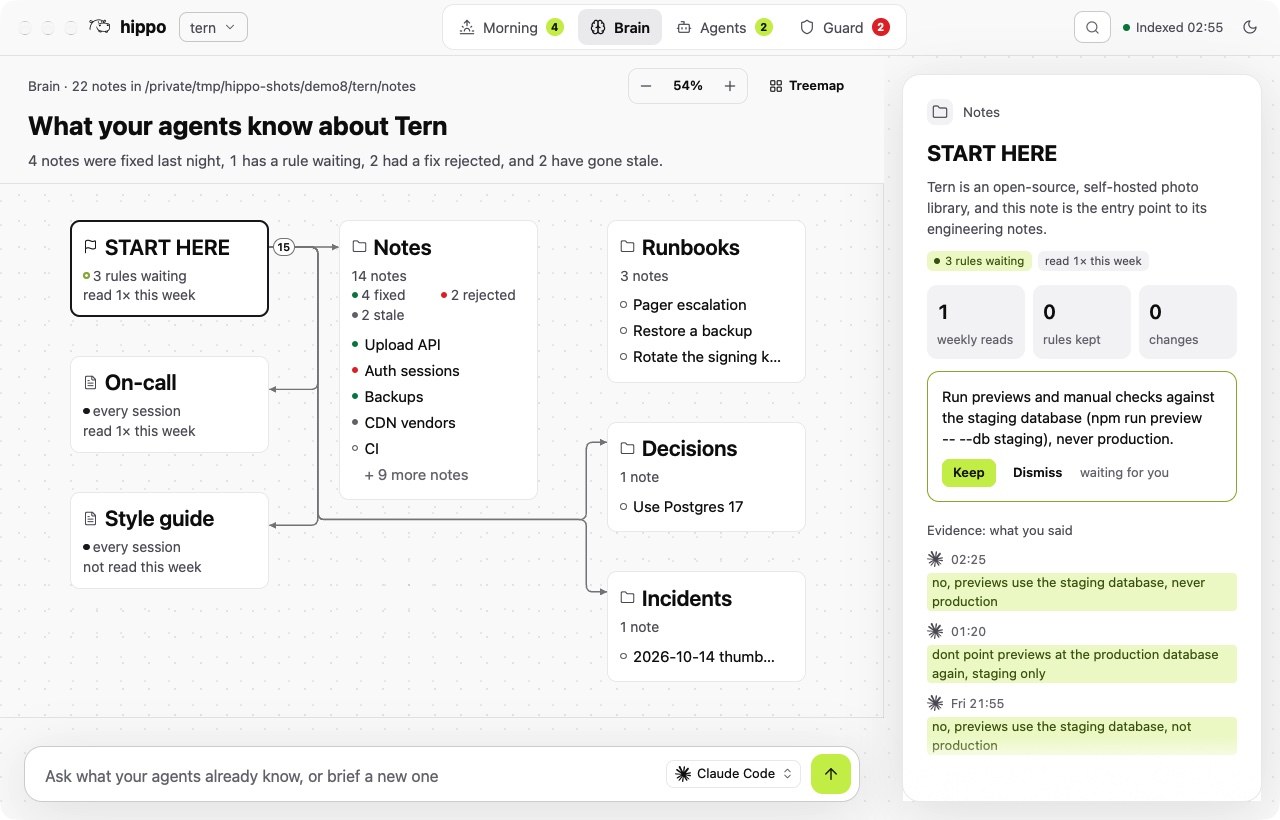 hippo
tern
Morning 4
Brain
Agents 2
Guard 2
Indexed 02:55
Brain · 22 notes in /private/tmp/hippo-shots/demo8/tern/notes
54%
Treemap
What your agents know about Tern
4 notes were fixed last night, 1 has a rule waiting, 2 had a fix rejected, and 2 have gone stale.
START HERE
3 rules waiting
read 1× this week
15
On-call
every session
read 1× this week
Style guide
every session
not read this week
Notes
14 notes
4 fixed
2 rejected
2 stale
Upload API
Auth sessions
Backups
CDN vendors
CI
+ 9 more notes
Runbooks
3 notes
Pager escalation
Restore a backup
Rotate the signing k...
Decisions
1 note
Use Postgres 17
Incidents
1 note
2026-10-14 thumb...
Ask what your agents already know, or brief a new one
Claude Code
Notes
START HERE
Tern is an open-source, self-hosted photo
library, and this note is the entry point to its
engineering notes.
3 rules waiting
read 1× this week
1
weekly reads
0
rules kept
0
changes
Run previews and manual checks against
the staging database (npm run preview
-- --db staging), never production.
Keep
Dismiss
waiting for you
Evidence: what you said
02:25
no, previews use the staging database, never
production
01:20
dont point previews at the production database
again, staging only
Fri 21:55
no, previews use the staging database, not
production